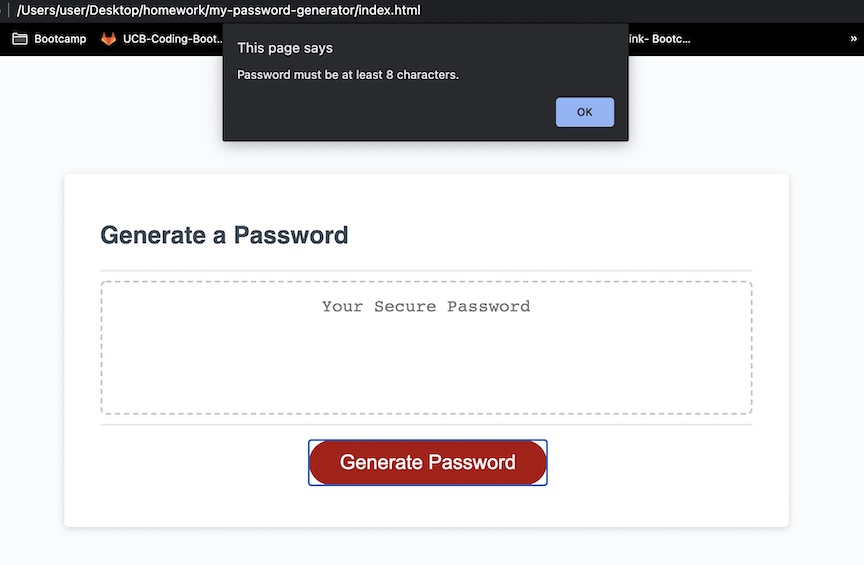 /Users/user/Desktop/homework/my-password-generator/index.html
Bootcamp UCB-Coding-Boot... ink- Bootc... »
This page says
Password must be at least 8 characters.
OK
Generate a Password
Your Secure Password
Generate Password